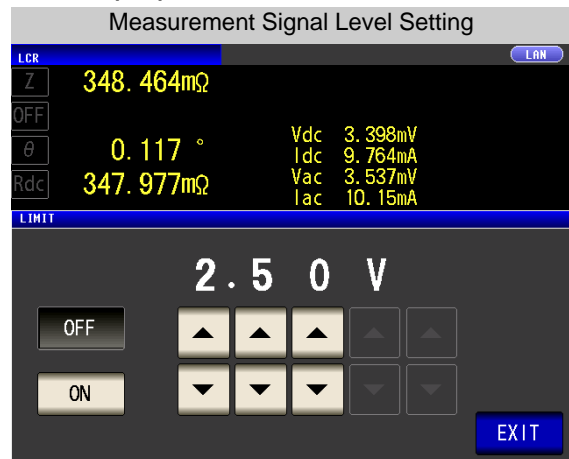 Measurement Signal Level Setting
LCR LAN
Z 348.464mΩ
OFF
Vdc 3.398mV
θ 0.117 ° Idc 9.764mA
Vac 3.537mV
Rdc 347.977mΩ Iac 10.15mA
LIMIT
2.50 V
OFF
ON
EXIT